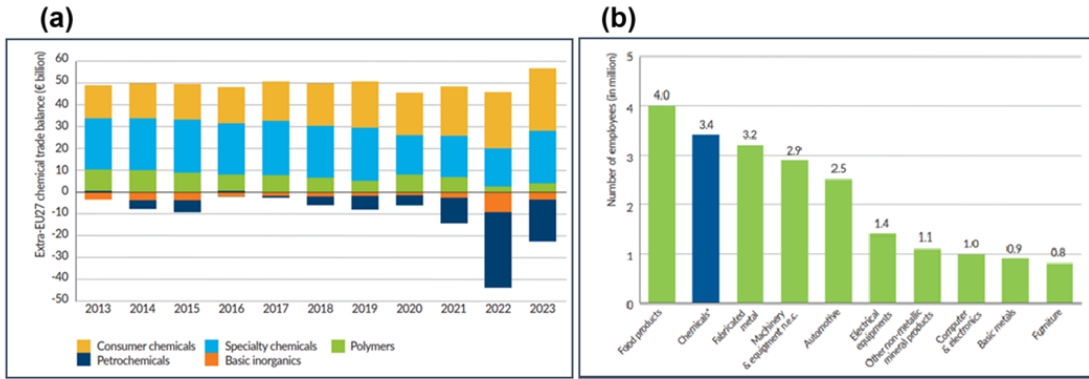 (a)
(b)
Extra-EU27 chemical trade balance (€ billion)
60
50
40
30
20
10
0
-10
-20
-30
-40
-50
2013 2014 2015 2016 2017 2018 2019 2020 2021 2022 2023
Consumer chemicals Specialty chemicals Polymers
Petrochemicals Basic inorganics
Number of employees (in million)
5
4
3
2
1
0
4.0
3.4
3.2
2.9
2.5
1.4
1.1
1.0
0.9
0.8
Food products
Chemicals*
Fabricated
metal
Machinery
& equipment n.e.c.
Automotive
Electrical
equipments
Other non-metallic
mineral products
Computer
& electronics
Basic metals
Furniture